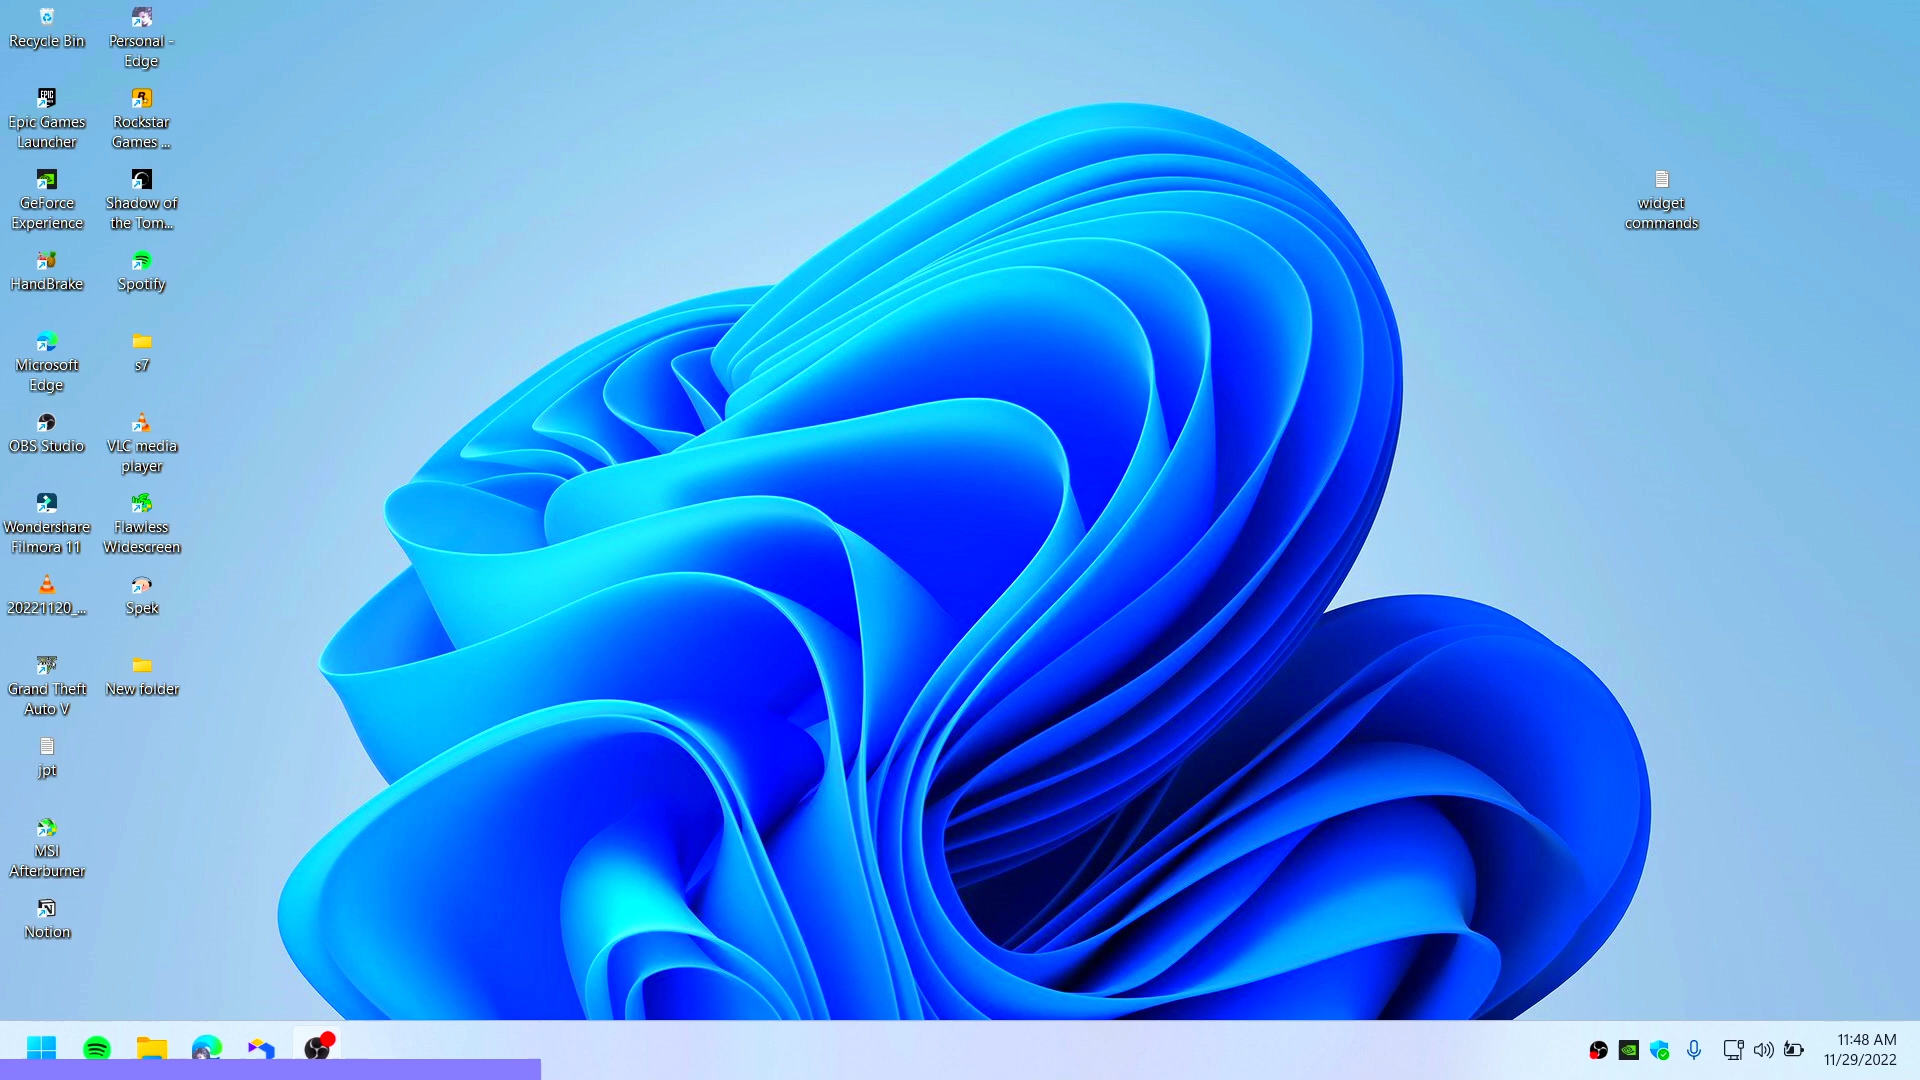 Recycle Bin
Personal -
Edge
EPIC
Epic Games
Launcher
R
Rockstar
Games ...
GeForce
Experience
Shadow of
the Tom...
HandBrake
Spotify
Microsoft
Edge
s7
OBS Studio
VLC media
player
Wondershare
Filmora 11
Flawless
Widescreen
20221120_...
Spek
Grand Theft
Auto V
New folder
jpt
MSI
Afterburner
Notion
widget
commands
11:48 AM
11/29/2022